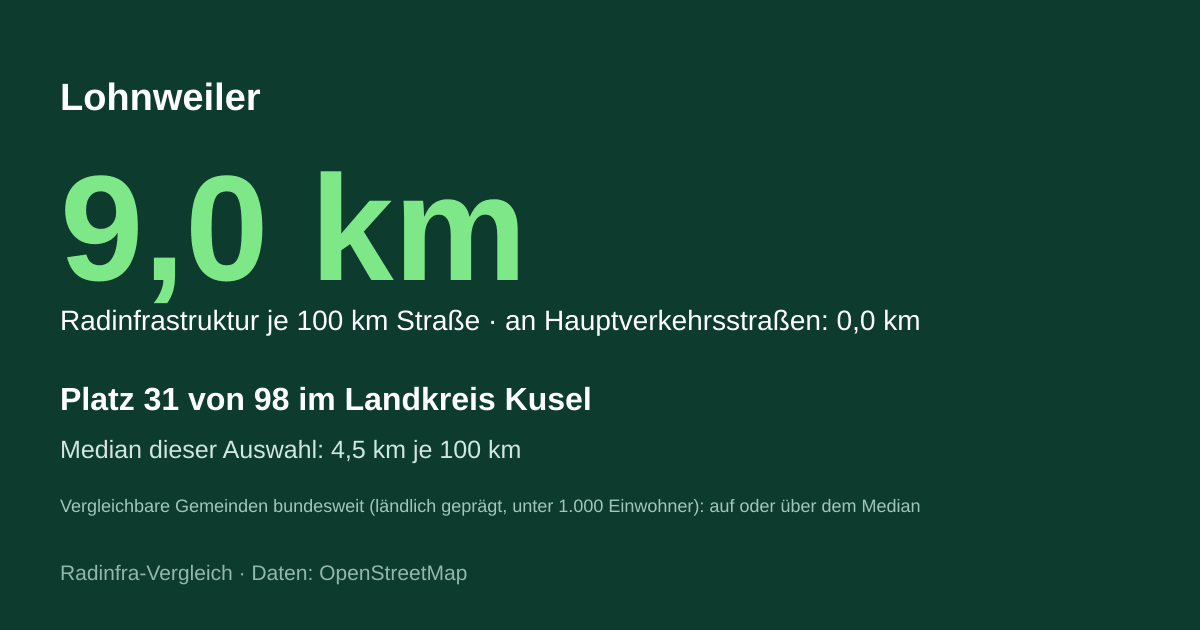 Lohnweiler
9,0 km
Radinfrastruktur je 100 km Straße · an Hauptverkehrsstraßen: 0,0 km
Platz 31 von 98 im Landkreis Kusel
Median dieser Auswahl: 4,5 km je 100 km
Vergleichbare Gemeinden bundesweit (ländlich geprägt, unter 1.000 Einwohner): auf oder über dem Median
Radinfra-Vergleich · Daten: OpenStreetMap